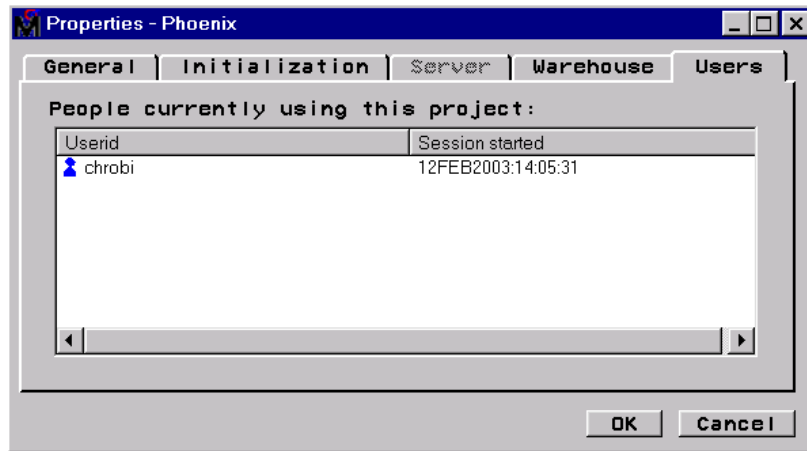 Properties - Phoenix
General Initialization Server Warehouse Users
People currently using this project:
Userid Session started
chrobi 12FEB2003:14:05:31
OK Cancel